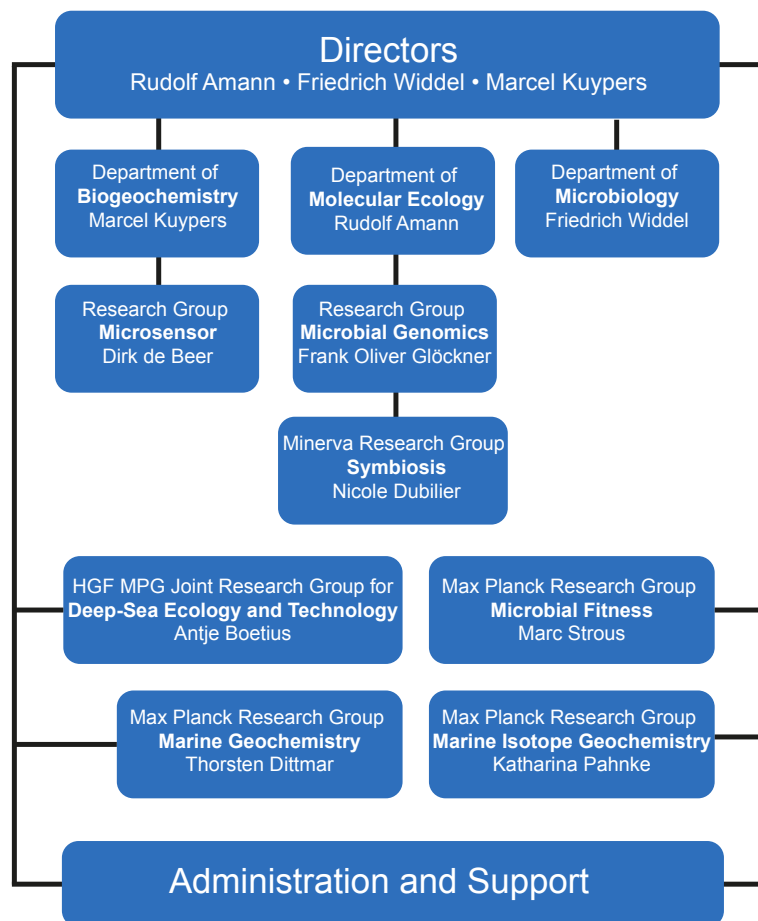 Directors
Rudolf Amann • Friedrich Widdel • Marcel Kuypers
Department of
Biogeochemistry
Marcel Kuypers
Department of
Molecular Ecology
Rudolf Amann
Department of
Microbiology
Friedrich Widdel
Research Group
Microsensor
Dirk de Beer
Research Group
Microbial Genomics
Frank Oliver Glöckner
Minerva Research Group
Symbiosis
Nicole Dubilier
HGF MPG Joint Research Group for
Deep-Sea Ecology and Technology
Antje Boetius
Max Planck Research Group
Microbial Fitness
Marc Strous
Max Planck Research Group
Marine Geochemistry
Thorsten Dittmar
Max Planck Research Group
Marine Isotope Geochemistry
Katharina Pahnke
Administration and Support